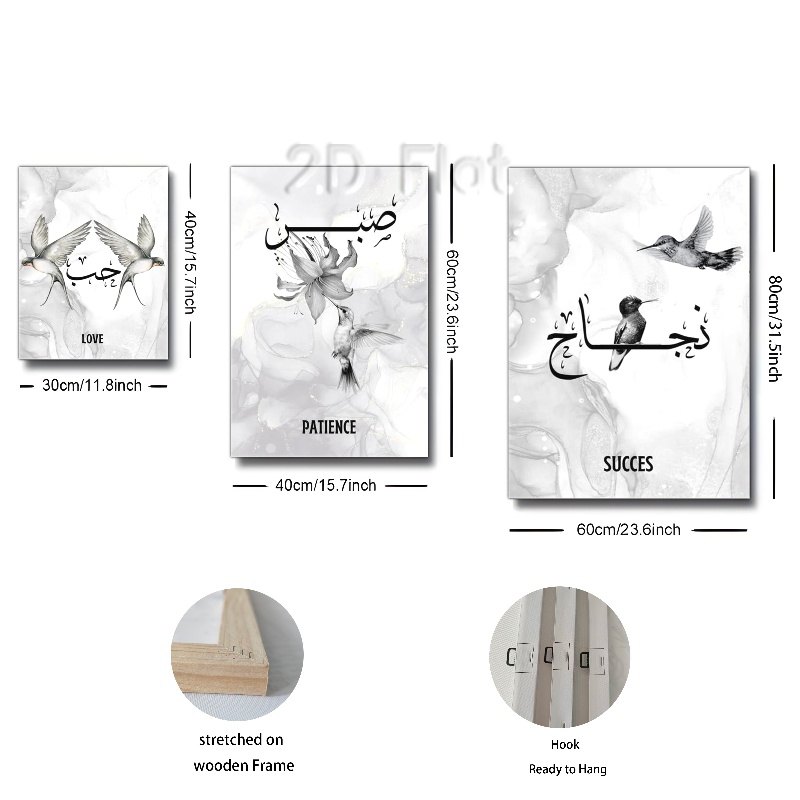 2D Flat
حب
LOVE
40cm/15.7inch
30cm/11.8inch
صبر
PATIENCE
60cm/23.6inch
40cm/15.7inch
نجاح
SUCCES
80cm/31.5inch
60cm/23.6inch
stretched on
wooden Frame
Hook
Ready to Hang